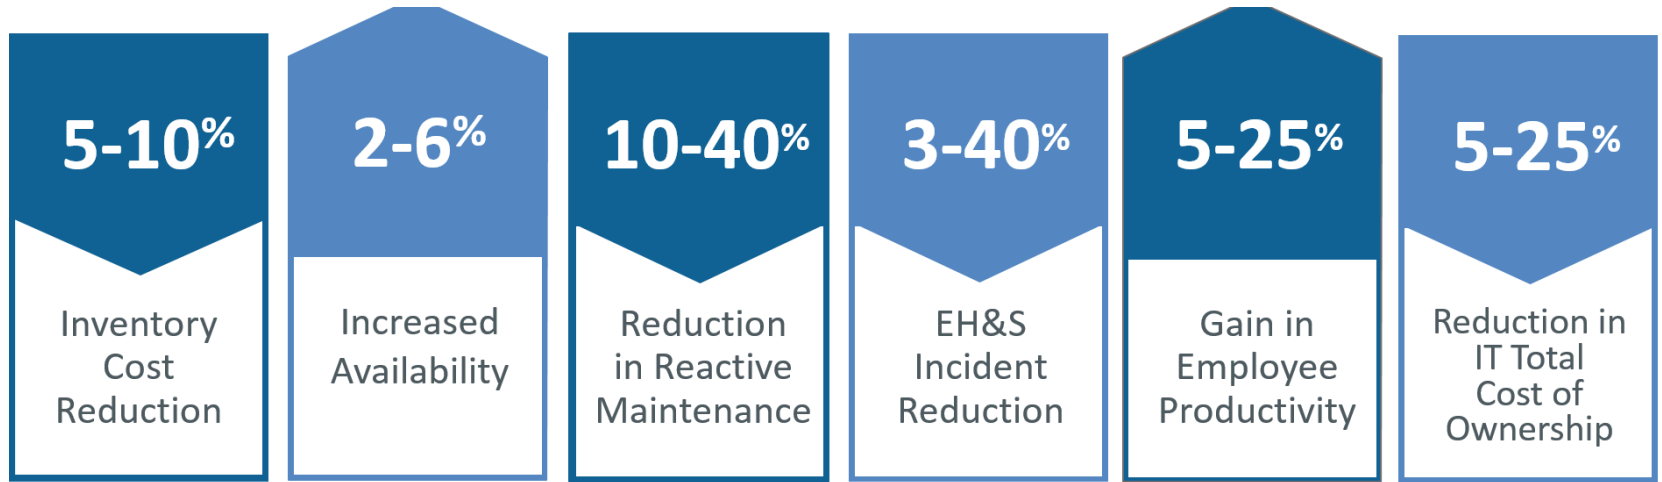 5-10%
Inventory
Cost
Reduction
2-6%
Increased
Availability
10-40%
Reduction
in Reactive
Maintenance
3-40%
EH&S
Incident
Reduction
5-25%
Gain in
Employee
Productivity
5-25%
Reduction in
IT Total
Cost of
Ownership